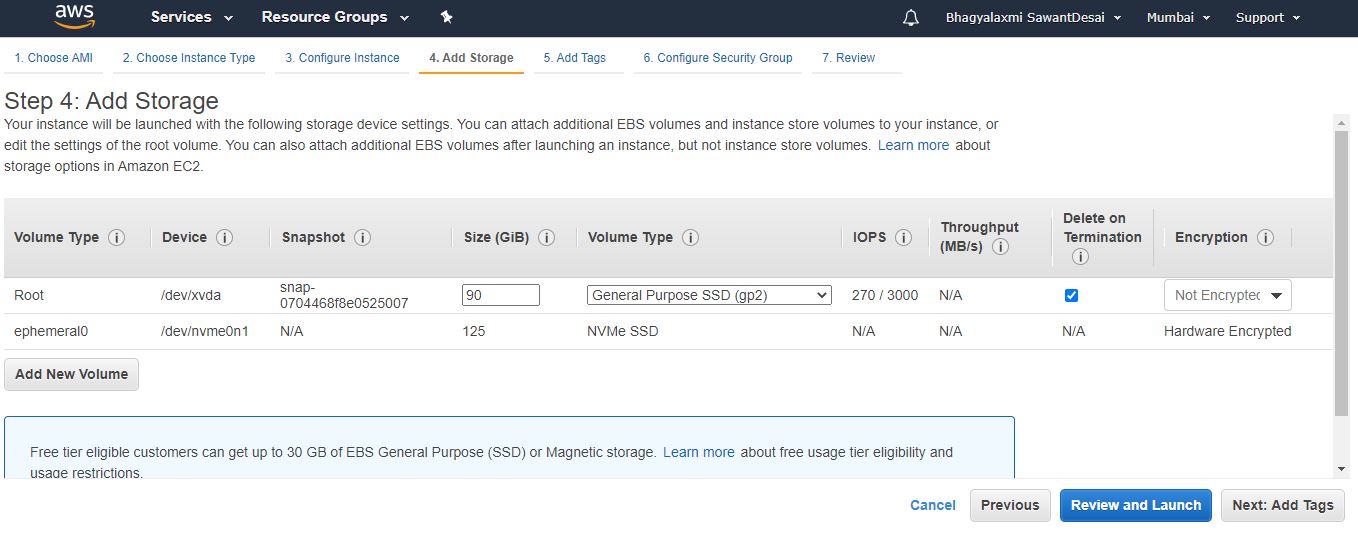 aws Services Resource Groups Bhagyalaxmi SawantDesai Mumbai Support
1. Choose AMI 2. Choose Instance Type 3. Configure Instance 4. Add Storage 5. Add Tags 6. Configure Security Group 7. Review
Step 4: Add Storage
Your instance will be launched with the following storage device settings. You can attach additional EBS volumes and instance store volumes to your instance, or
edit the settings of the root volume. You can also attach additional EBS volumes after launching an instance, but not instance store volumes. Learn more about
storage options in Amazon EC2.
Volume Type i Device i Snapshot i Size (GiB) i Volume Type i IOPS i Throughput (MB/s) i Delete on Termination i Encryption i
Root /dev/xvda snap-0704468f8e0525007 90 General Purpose SSD (gp2) 270 / 3000 N/A Not Encrypted
ephemeral0 /dev/nvme0n1 N/A 125 NVMe SSD N/A N/A N/A Hardware Encrypted
Add New Volume
Free tier eligible customers can get up to 30 GB of EBS General Purpose (SSD) or Magnetic storage. Learn more about free usage tier eligibility and
usage restrictions.
Cancel Previous Review and Launch Next: Add Tags